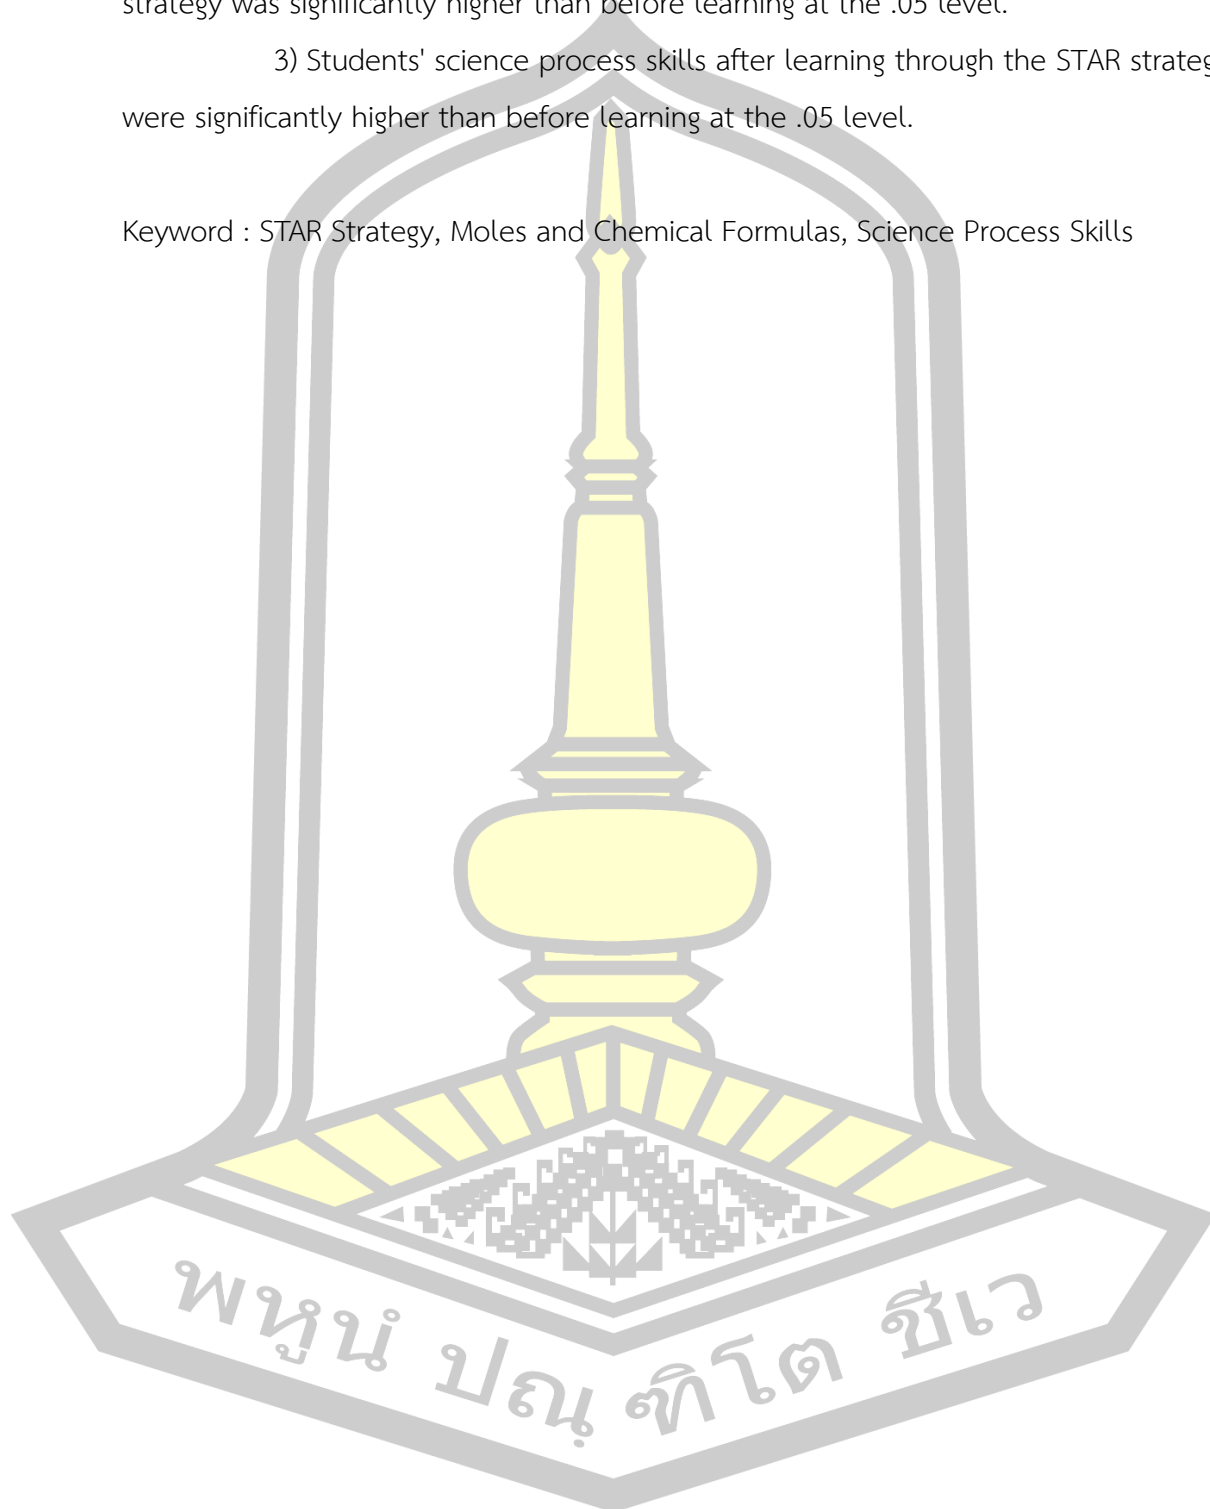 strategy was significantly higher than before learning at the .05 level.
3) Students' science process skills after learning through the STAR strateg
were significantly higher than before learning at the .05 level.
Keyword : STAR Strategy, Moles and Chemical Formulas, Science Process Skills
พหูนํ ปณฺฑิโต ชีเว